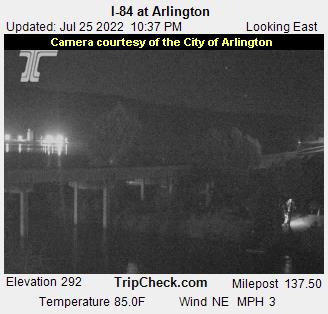 I-84 at Arlington
Updated: Jul 25 2022 10:37 PM Looking East
Camera courtesy of the City of Arlington
Elevation 292 TripCheck.com Milepost 137.50
Temperature 85.0F Wind NE MPH 3